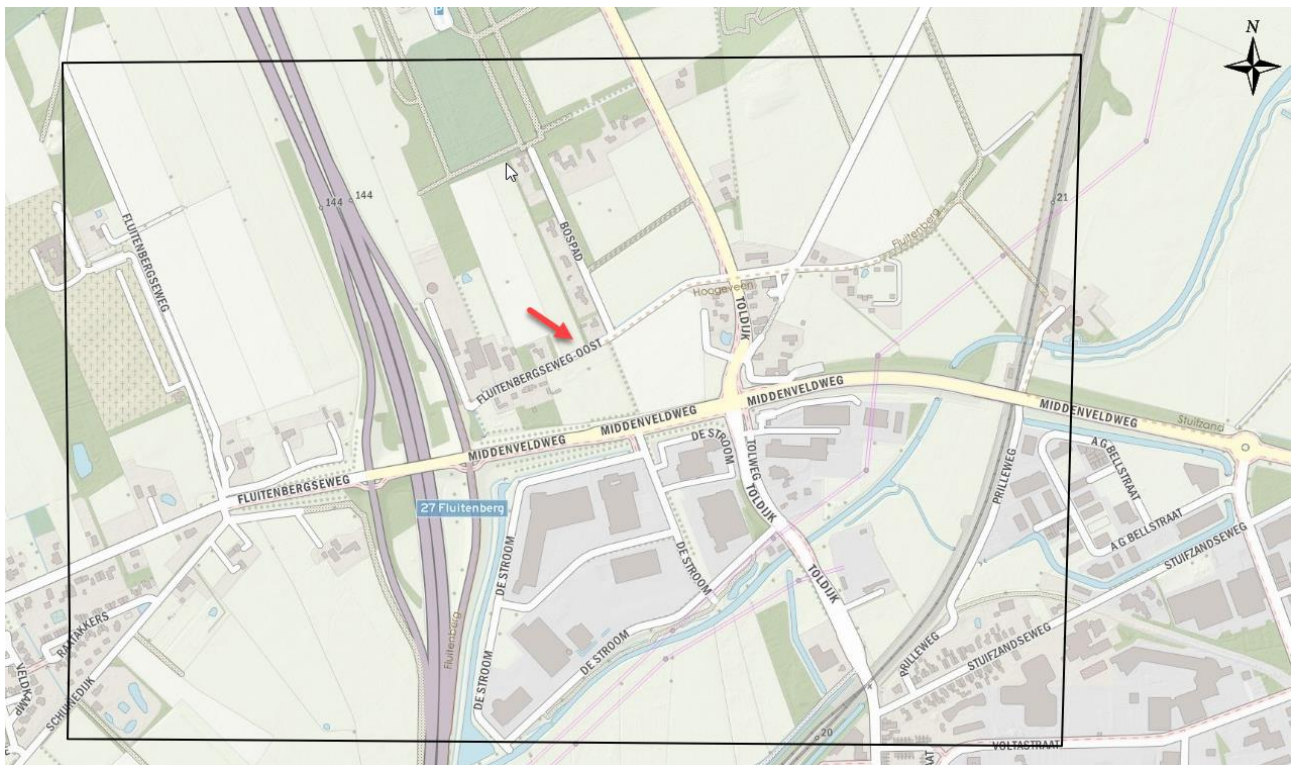 P
N
144
144
21
FLUITENBERGSEWEG
BOSPAD
Fluitenberg
Hoogeveen
TOLDIJK
FLUITENBERGSEWEG-OOST
MIDDENVELDWEG
MIDDENVELDWEG
MIDDENVELDWEG
MIDDENVELDWEG
Stuifzand
FLUITENBERGSEWEG
DE STROOM
TOLWEG
A G BELLSTRAAT
27 Fluitenberg
TOLDIJK
PRILLEWEG
DE STROOM
DE STROOM
A G BELLSTRAAT
STUIFZANDSEWEG
TOLDIJK
RAATAKKERS
Fluitenberg
DE STROOM
DE STROOM
PRILLEWEG
STUIFZANDSEWEG
VELDKAMP
SCHUINEDIJK
20
VOLTASTRAAT